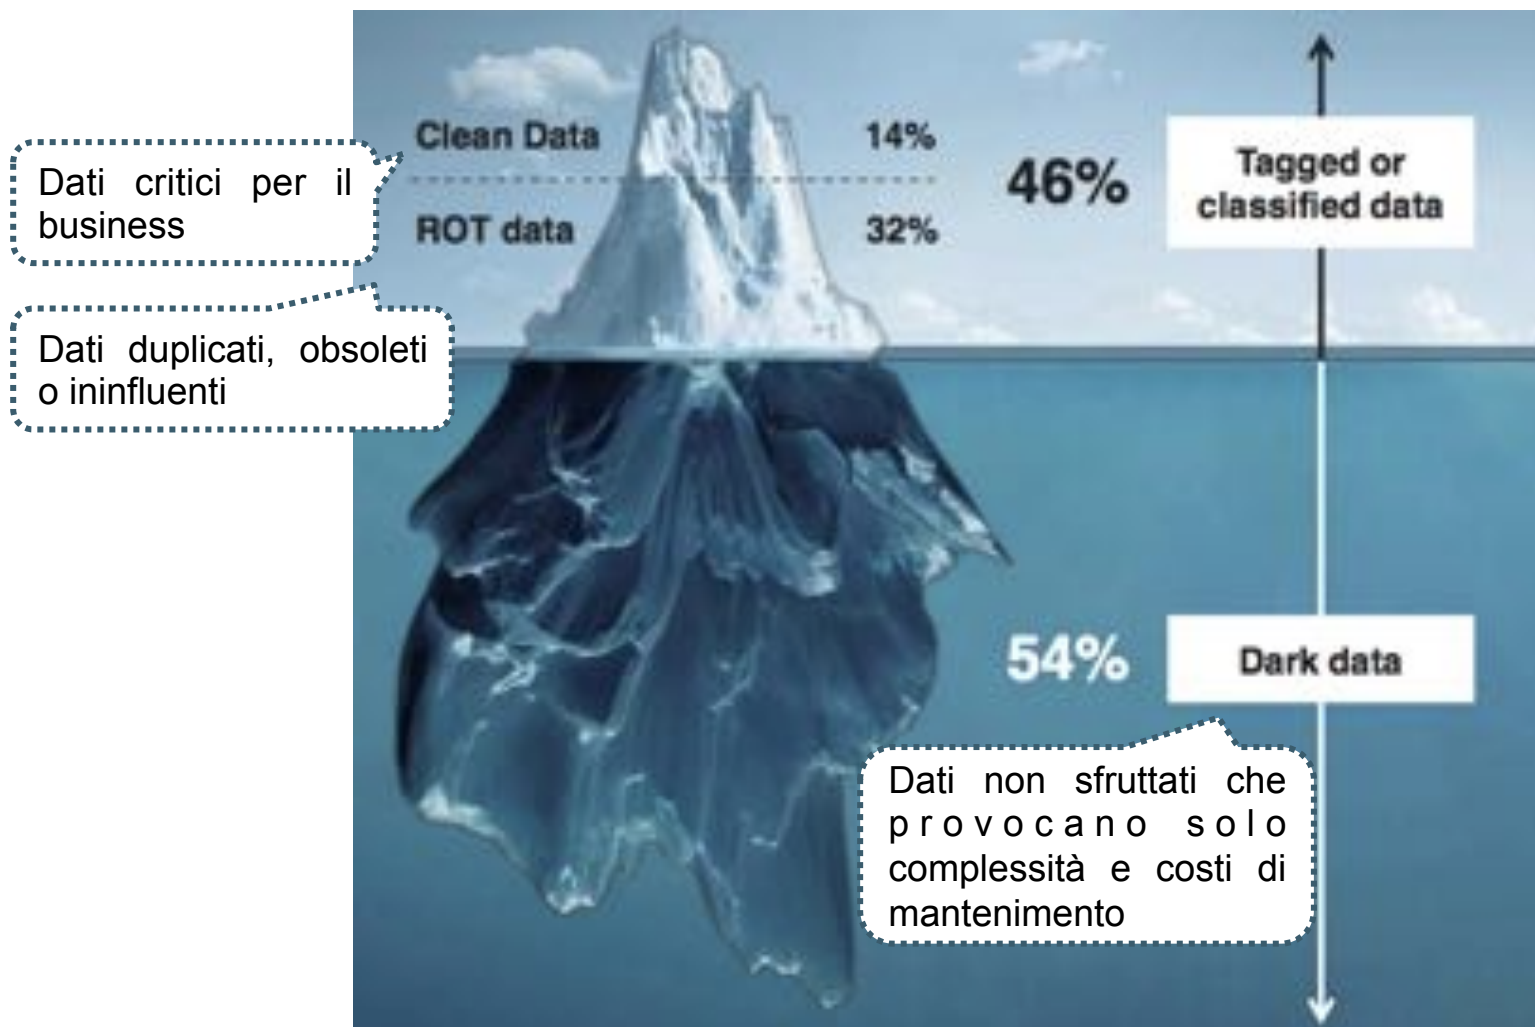 Clean Data 14%
ROT data 32%
46%
Tagged or
classified data
Dati critici per il
business
Dati duplicati, obsoleti
o ininfluenti
54%
Dark data
Dati non sfruttati che
provocano solo
complessità e costi di
mantenimento